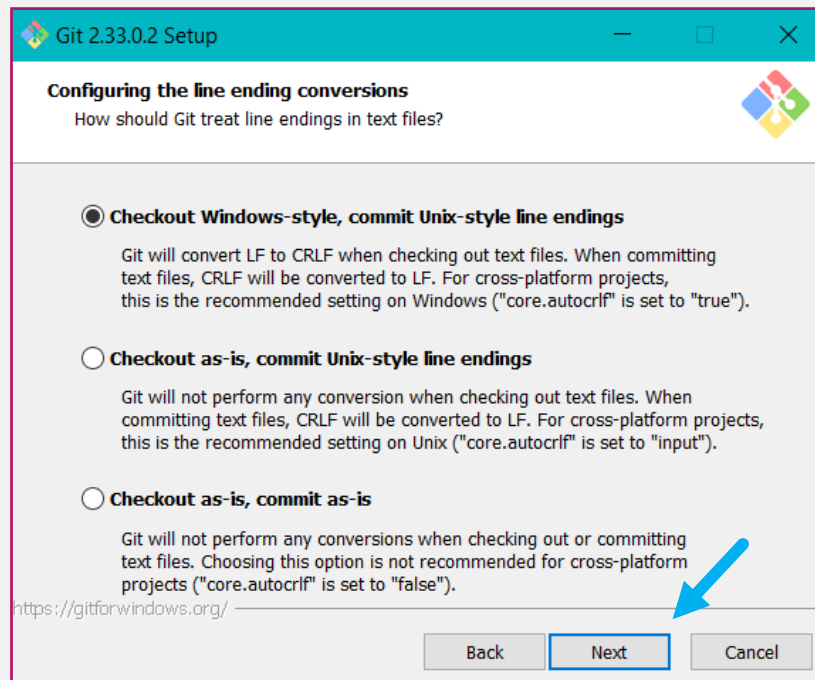 Git 2.33.0.2 Setup
Configuring the line ending conversions
How should Git treat line endings in text files?
Checkout Windows-style, commit Unix-style line endings
Git will convert LF to CRLF when checking out text files. When committing
text files, CRLF will be converted to LF. For cross-platform projects,
this is the recommended setting on Windows ("core.autocrlf" is set to "true").
Checkout as-is, commit Unix-style line endings
Git will not perform any conversion when checking out text files. When
committing text files, CRLF will be converted to LF. For cross-platform projects,
this is the recommended setting on Unix ("core.autocrlf" is set to "input").
Checkout as-is, commit as-is
Git will not perform any conversions when checking out or committing
text files. Choosing this option is not recommended for cross-platform
projects ("core.autocrlf" is set to "false").
https://gitforwindows.org/
Back Next Cancel